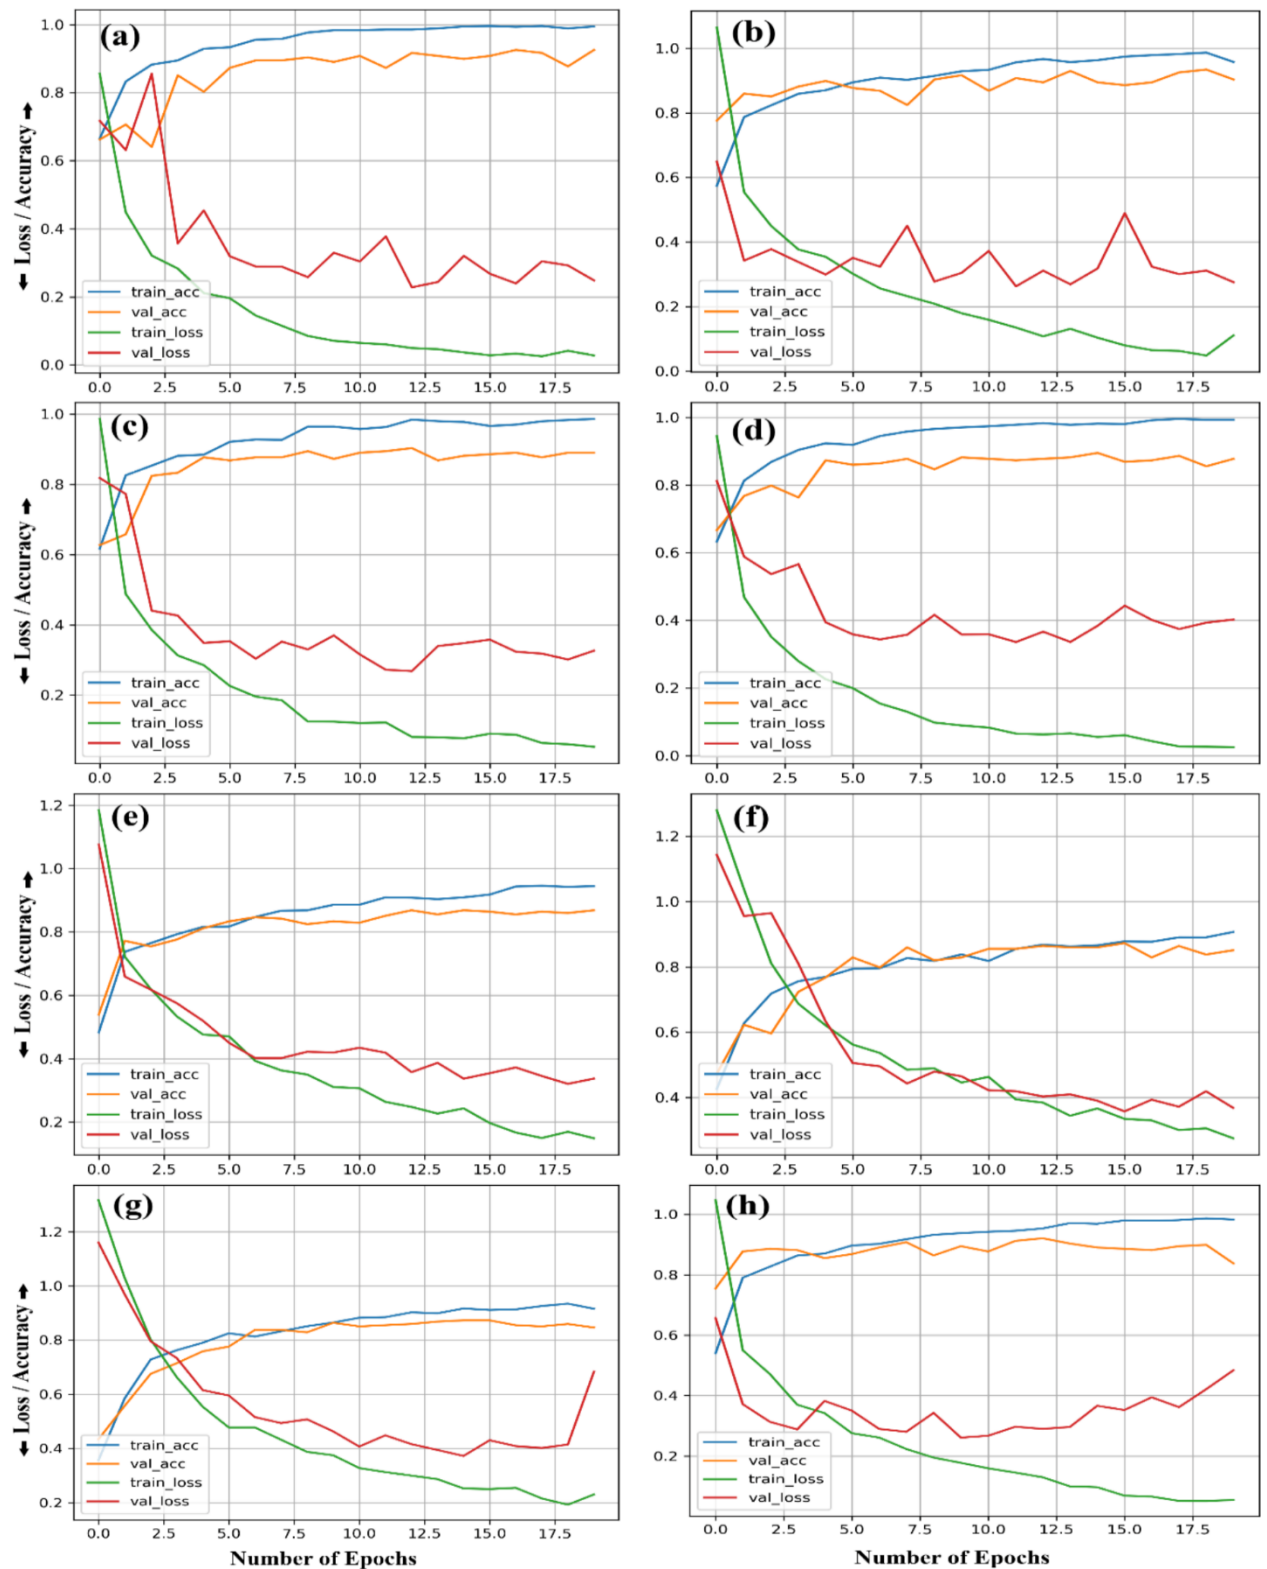 (a)
1.0
0.8
0.6
0.4
0.2
0.0
← Loss / Accuracy →
train_acc
val_acc
train_loss
val_loss
0.0 2.5 5.0 7.5 10.0 12.5 15.0 17.5
(b)
1.0
0.8
0.6
0.4
0.2
0.0
train_acc
val_acc
train_loss
val_loss
0.0 2.5 5.0 7.5 10.0 12.5 15.0 17.5
(c)
1.0
0.8
0.6
0.4
0.2
← Loss / Accuracy →
train_acc
val_acc
train_loss
val_loss
0.0 2.5 5.0 7.5 10.0 12.5 15.0 17.5
(d)
1.0
0.8
0.6
0.4
0.2
0.0
train_acc
val_acc
train_loss
val_loss
0.0 2.5 5.0 7.5 10.0 12.5 15.0 17.5
(e)
1.2
1.0
0.8
0.6
0.4
0.2
← Loss / Accuracy →
train_acc
val_acc
train_loss
val_loss
0.0 2.5 5.0 7.5 10.0 12.5 15.0 17.5
(f)
1.2
1.0
0.8
0.6
0.4
train_acc
val_acc
train_loss
val_loss
0.0 2.5 5.0 7.5 10.0 12.5 15.0 17.5
(g)
1.2
1.0
0.8
0.6
0.4
0.2
← Loss / Accuracy →
train_acc
val_acc
train_loss
val_loss
0.0 2.5 5.0 7.5 10.0 12.5 15.0 17.5
Number of Epochs
(h)
1.0
0.8
0.6
0.4
0.2
train_acc
val_acc
train_loss
val_loss
0.0 2.5 5.0 7.5 10.0 12.5 15.0 17.5
Number of Epochs